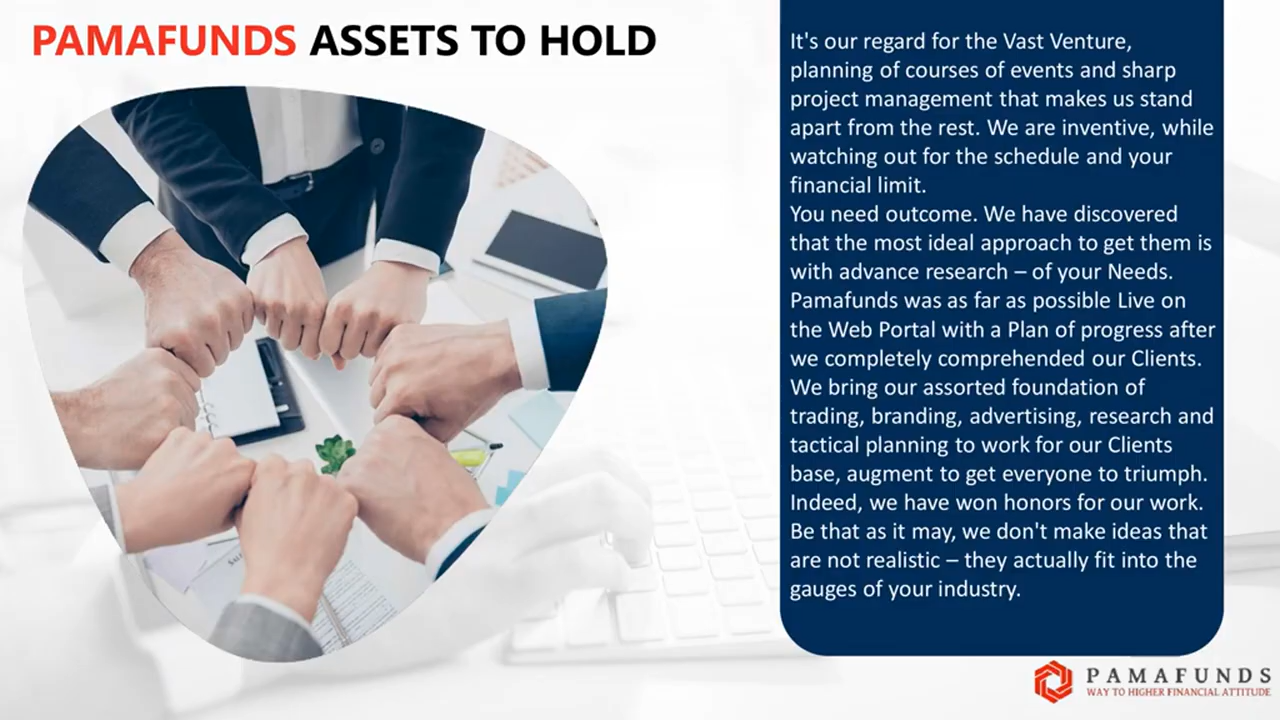 PAMAFUNDS ASSETS TO HOLD
It's our regard for the Vast Venture,
planning of courses of events and sharp
project management that makes us stand
apart from the rest. We are inventive, while
watching out for the schedule and your
financial limit.
You need outcome. We have discovered
that the most ideal approach to get them is
with advance research – of your Needs.
Pamafunds was as far as possible Live on
the Web Portal with a Plan of progress after
we completely comprehended our Clients.
We bring our assorted foundation of
trading, branding, advertising, research and
tactical planning to work for our Clients
base, augment to get everyone to triumph.
Indeed, we have won honors for our work.
Be that as it may, we don't make ideas that
are not realistic – they actually fit into the
gauges of your industry.
PAMAFUNDS
WAY TO HIGHER FINANCIAL ATTITUDE